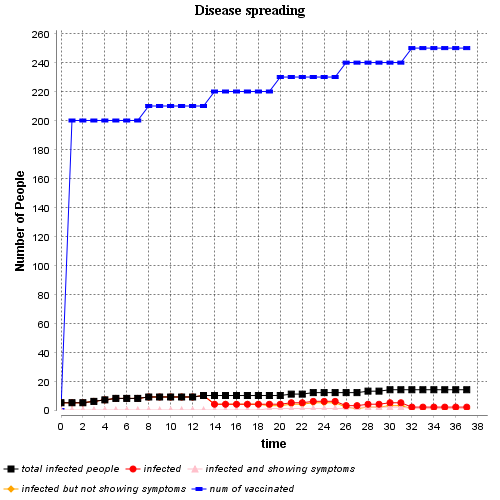 Disease spreading
260
240
220
200
180
160
140
120
100
80
60
40
20
0
Number of People
0 2 4 6 8 10 12 14 16 18 20 22 24 26 28 30 32 34 36 38
time
total infected people infected infected and showing symptoms
infected but not showing symptoms num of vaccinated